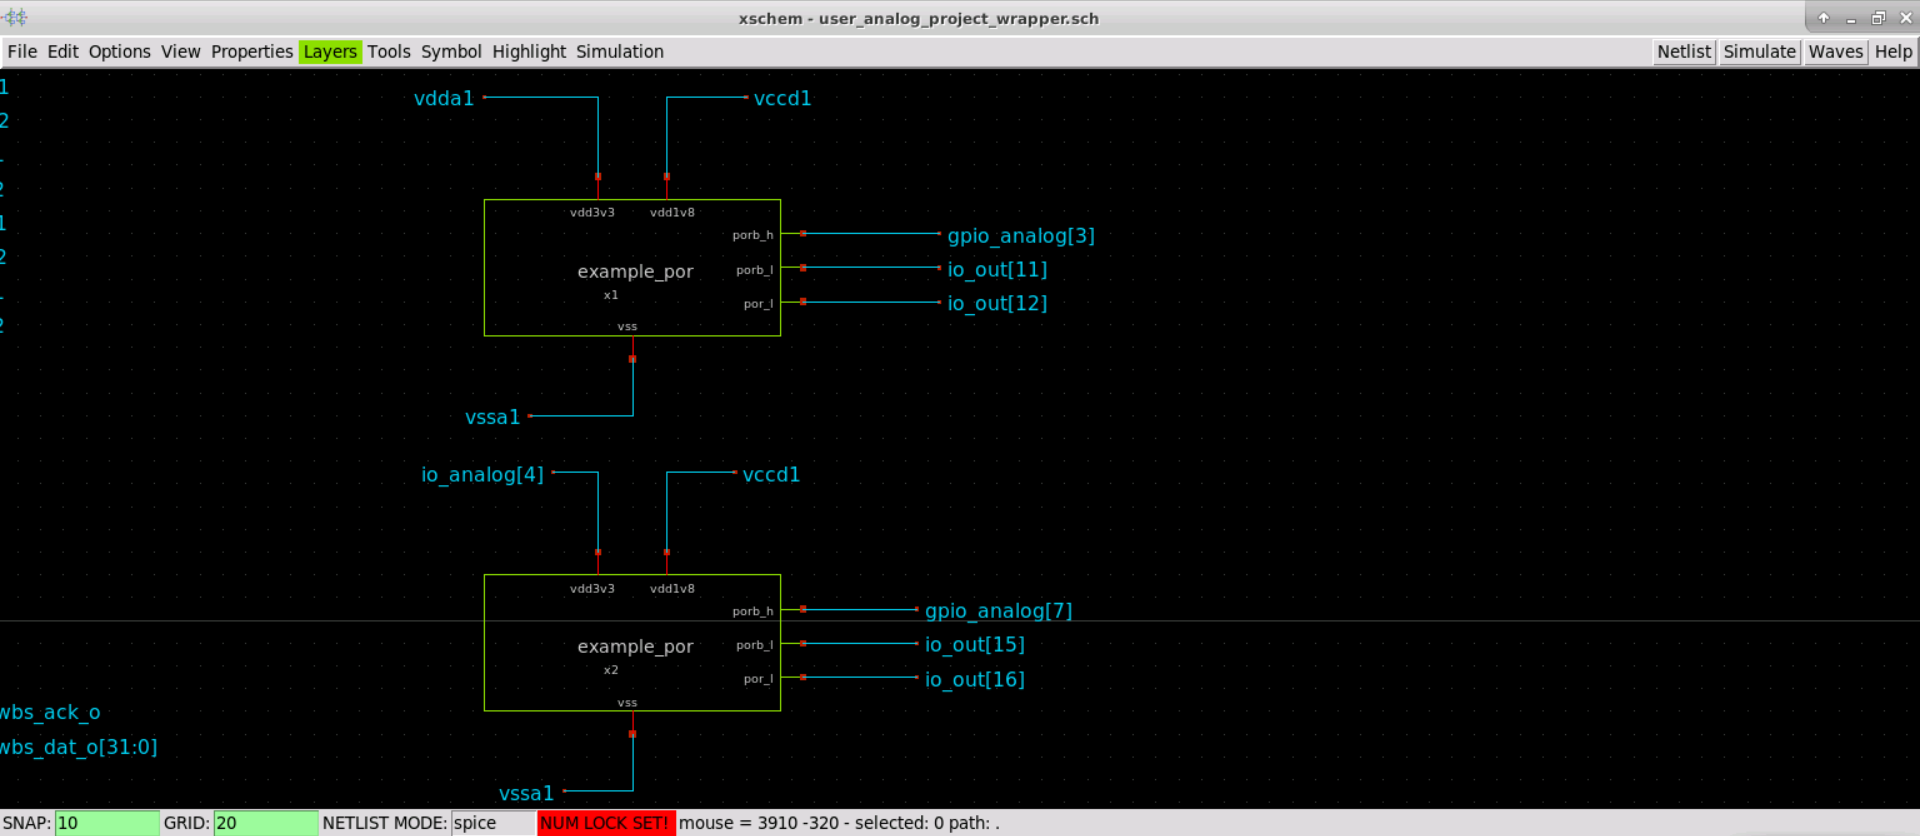 xschem - user_analog_project_wrapper.sch
File Edit Options View Properties Layers Tools Symbol Highlight Simulation Netlist Simulate Waves Help
1
2
2
1
2
2
vdda1 vccd1
vdd3v3 vdd1v8
porb_h gpio_analog[3]
example_por porb_l io_out[11]
x1
por_l io_out[12]
vss
vssa1
io_analog[4] vccd1
vdd3v3 vdd1v8
porb_h gpio_analog[7]
example_por porb_l io_out[15]
x2
por_l io_out[16]
vss
wbs_ack_o
wbs_dat_o[31:0]
vssa1
SNAP: 10 GRID: 20 NETLIST MODE: spice NUM LOCK SET! mouse = 3910 -320 - selected: 0 path: .